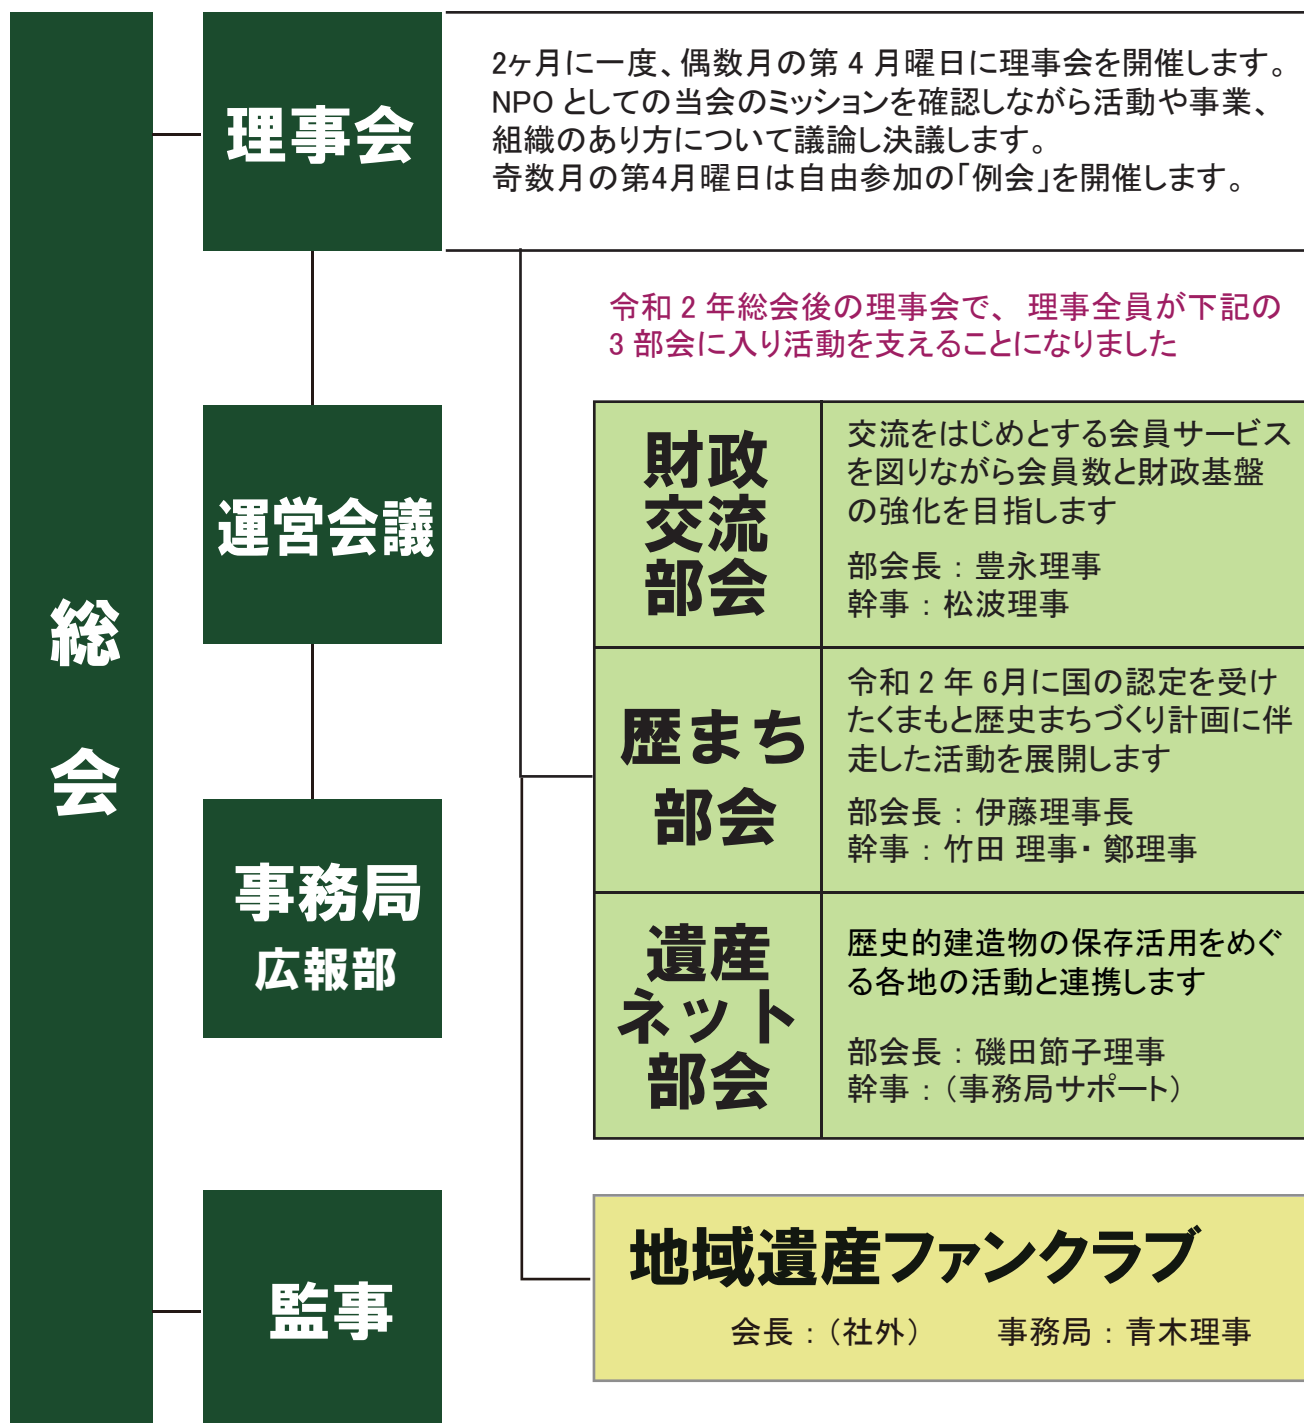 総
会
理事会
2ヶ月に一度、偶数月の第 4 月曜日に理事会を開催します。
NPO としての当会のミッションを確認しながら活動や事業、
組織のあり方について議論し決議します。
奇数月の第4月曜日は自由参加の「例会」を開催します。
令和 2 年総会後の理事会で、 理事全員が下記の
3 部会に入り活動を支えることになりました
運営会議
事務局
広報部
監事
財政
交流
部会
交流をはじめとする会員サービス
を図りながら会員数と財政基盤
の強化を目指します
部会長 : 豊永理事
幹事 : 松波理事
歴まち
部会
令和 2 年 6月に国の認定を受け
たくまもと歴史まちづくり計画に伴
走した活動を展開します
部会長 : 伊藤理事長
幹事 : 竹田 理事・ 鄭理事
遺産
ネット
部会
歴史的建造物の保存活用をめぐ
る各地の活動と連携します
部会長 : 磯田節子理事
幹事 : (事務局サポート)
地域遺産ファンクラブ
会長 : (社外) 事務局 : 青木理事